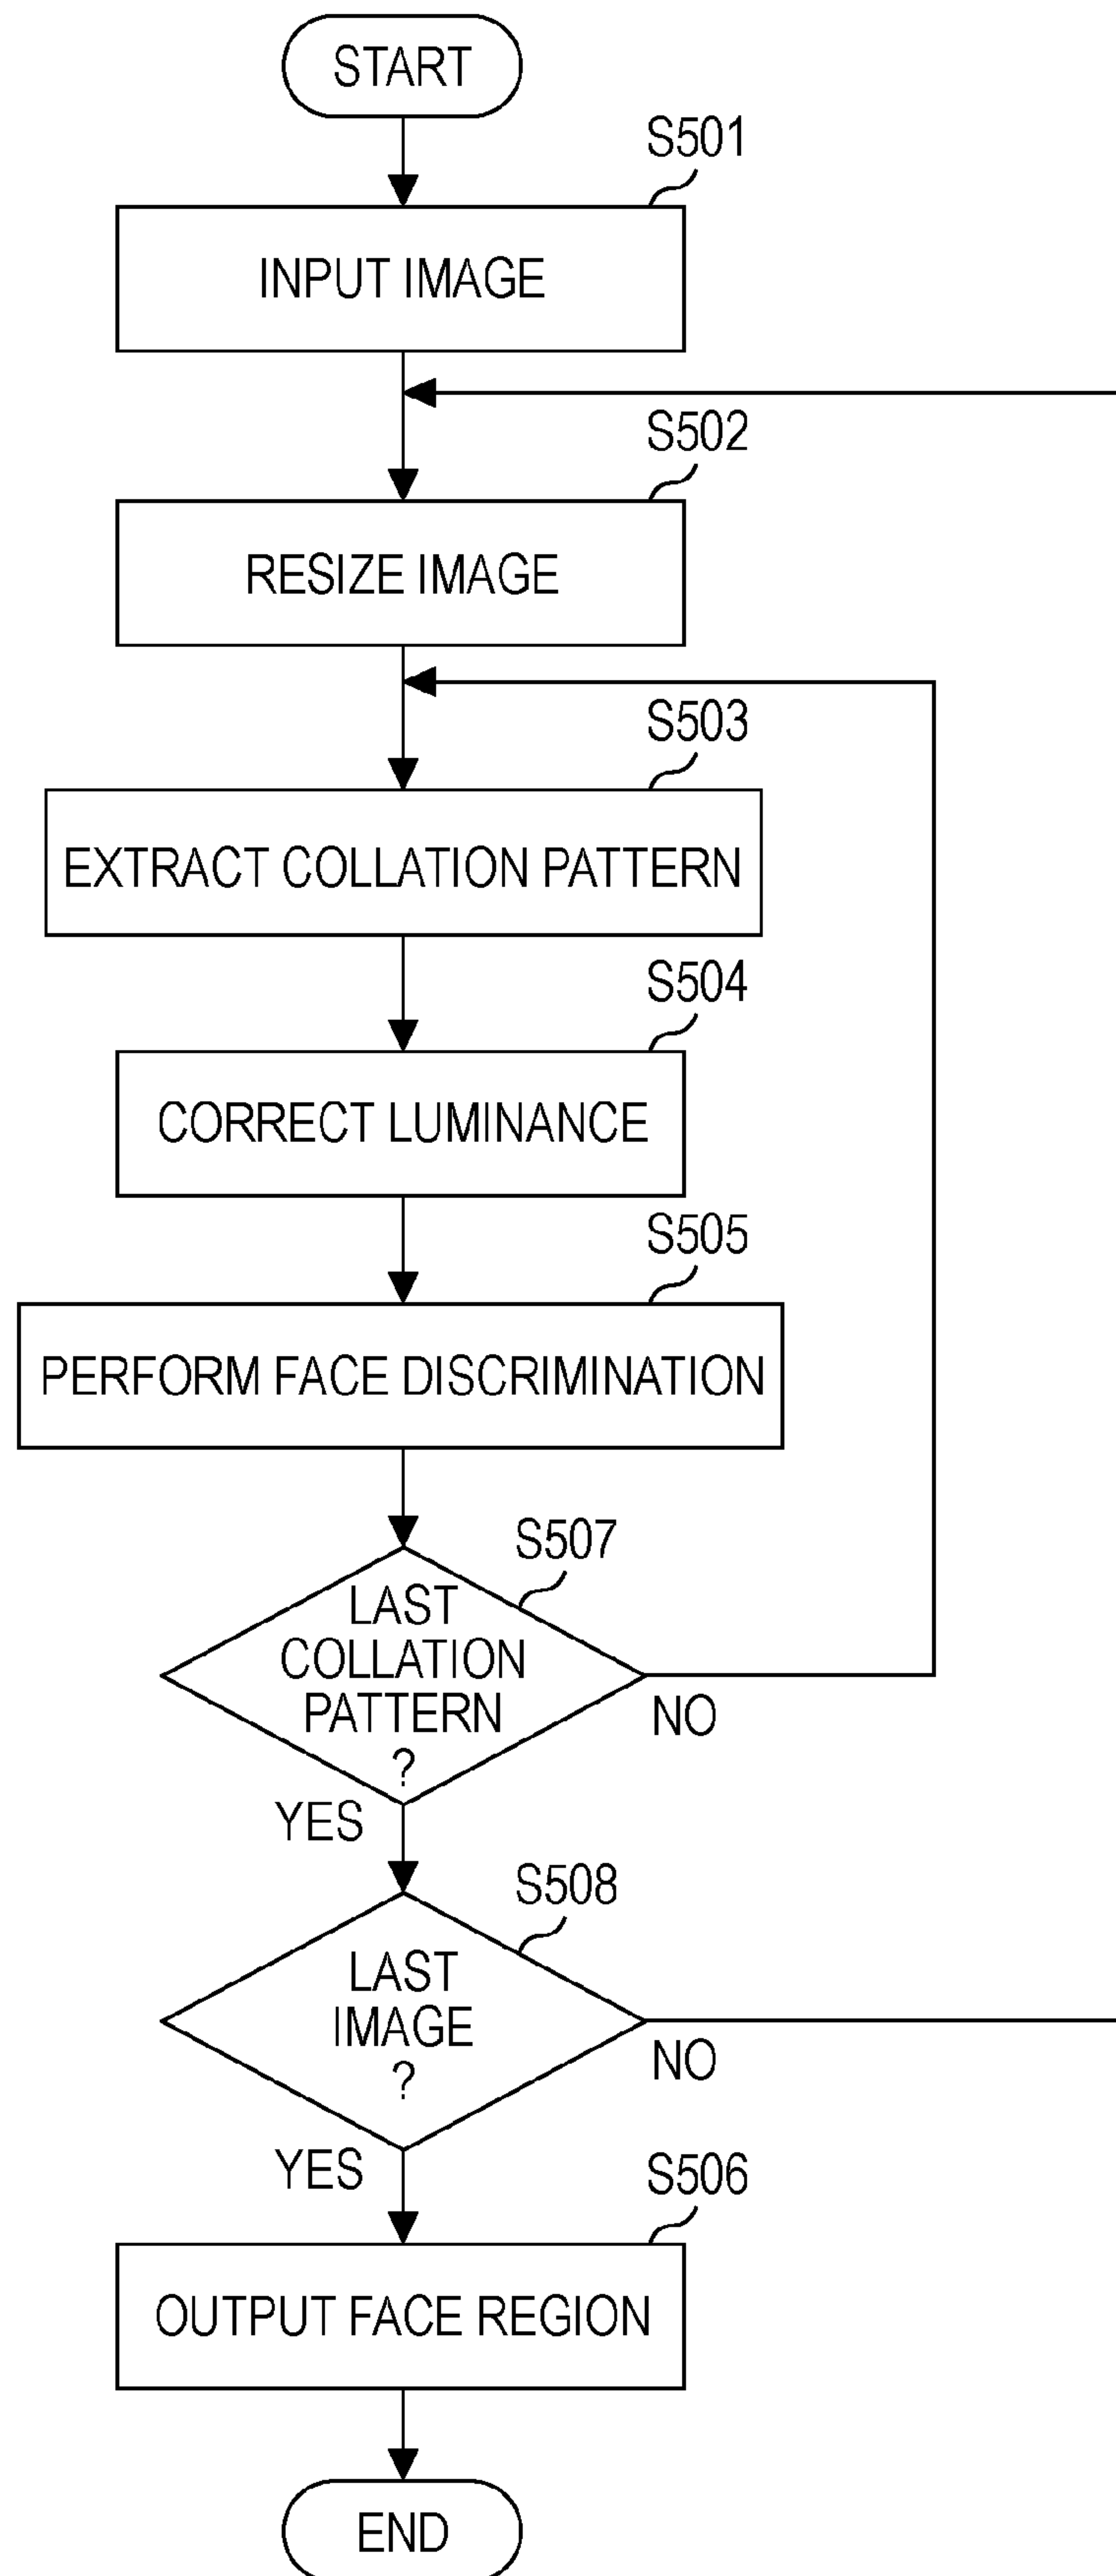 START
S501
INPUT IMAGE
S502
RESIZE IMAGE
S503
EXTRACT COLLATION PATTERN
S504
CORRECT LUMINANCE
S505
PERFORM FACE DISCRIMINATION
S507
LAST
COLLATION
PATTERN
?
NO
YES
S508
LAST
IMAGE
?
NO
YES
S506
OUTPUT FACE REGION
END